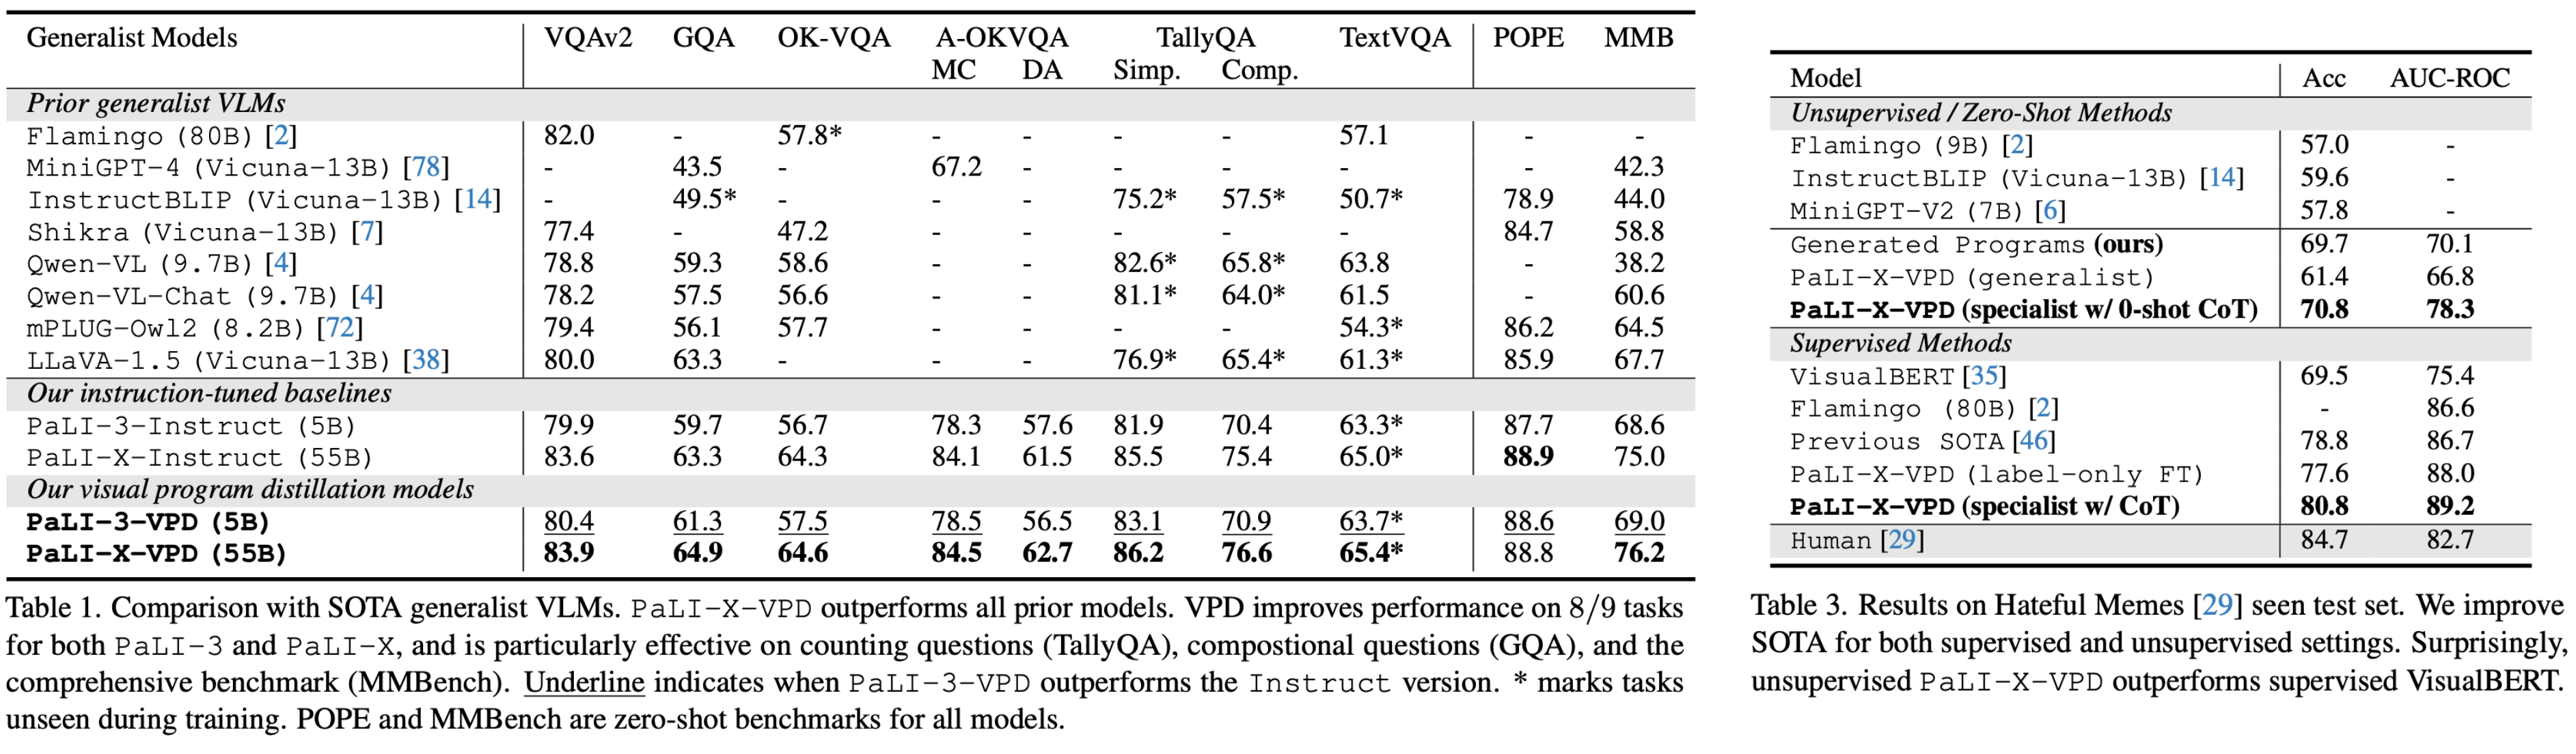 Generalist Models VQAv2 GQA OK-VQA A-OKVQA TallyQA TextVQA POPE MMB
MC DA Simp. Comp.
Prior generalist VLMs
Flamingo (80B) [2] 82.0 - 57.8* - - - - 57.1 - -
MiniGPT-4 (Vicuna-13B) [78] - 43.5 - 67.2 - - - - - 42.3
InstructBLIP (Vicuna-13B) [14] - 49.5* - - - 75.2* 57.5* 50.7* 78.9 44.0
Shikra (Vicuna-13B) [7] 77.4 - 47.2 - - - - - 84.7 58.8
Qwen-VL (9.7B) [4] 78.8 59.3 58.6 - - 82.6* 65.8* 63.8 - 38.2
Qwen-VL-Chat (9.7B) [4] 78.2 57.5 56.6 - - 81.1* 64.0* 61.5 - 60.6
mPLUG-Owl2 (8.2B) [72] 79.4 56.1 57.7 - - - - 54.3* 86.2 64.5
LLaVA-1.5 (Vicuna-13B) [38] 80.0 63.3 - - - 76.9* 65.4* 61.3* 85.9 67.7
Our instruction-tuned baselines
PaLI-3-Instruct (5B) 79.9 59.7 56.7 78.3 57.6 81.9 70.4 63.3* 87.7 68.6
PaLI-X-Instruct (55B) 83.6 63.3 64.3 84.1 61.5 85.5 75.4 65.0* 88.9 75.0
Our visual program distillation models
PaLI-3-VPD (5B) 80.4 61.3 57.5 78.5 56.5 83.1 70.9 63.7* 88.6 69.0
PaLI-X-VPD (55B) 83.9 64.9 64.6 84.5 62.7 86.2 76.6 65.4* 88.8 76.2
Table 1. Comparison with SOTA generalist VLMs. PaLI-X-VPD outperforms all prior models. VPD improves performance on 8/9 tasks
for both PaLI-3 and PaLI-X, and is particularly effective on counting questions (TallyQA), compostional questions (GQA), and the
comprehensive benchmark (MMBench). Underline indicates when PaLI-3-VPD outperforms the Instruct version. * marks tasks
unseen during training. POPE and MMBench are zero-shot benchmarks for all models.
Model Acc AUC-ROC
Unsupervised / Zero-Shot Methods
Flamingo (9B) [2] 57.0 -
InstructBLIP (Vicuna-13B) [14] 59.6 -
MiniGPT-V2 (7B) [6] 57.8 -
Generated Programs (ours) 69.7 70.1
PaLI-X-VPD (generalist) 61.4 66.8
PaLI-X-VPD (specialist w/ 0-shot CoT) 70.8 78.3
Supervised Methods
VisualBERT [35] 69.5 75.4
Flamingo (80B) [2] - 86.6
Previous SOTA [46] 78.8 86.7
PaLI-X-VPD (label-only FT) 77.6 88.0
PaLI-X-VPD (specialist w/ CoT) 80.8 89.2
Human [29] 84.7 82.7
Table 3. Results on Hateful Memes [29] seen test set. We improve
SOTA for both supervised and unsupervised settings. Surprisingly,
unsupervised PaLI-X-VPD outperforms supervised VisualBERT.